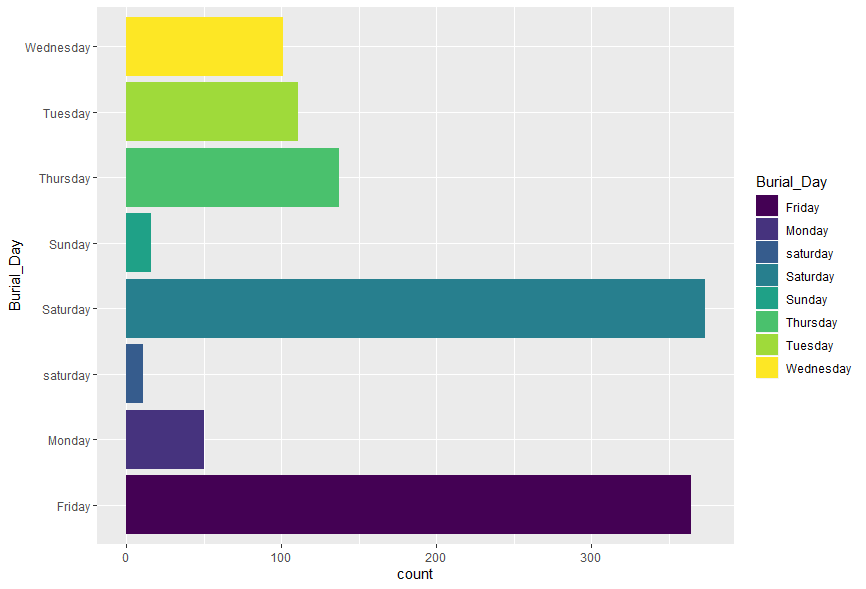 Wednesday
Tuesday
Thursday
Sunday
Saturday
saturday
Monday
Friday
Burial_Day
0 100 200 300
count
Burial_Day
Friday
Monday
saturday
Saturday
Sunday
Thursday
Tuesday
Wednesday